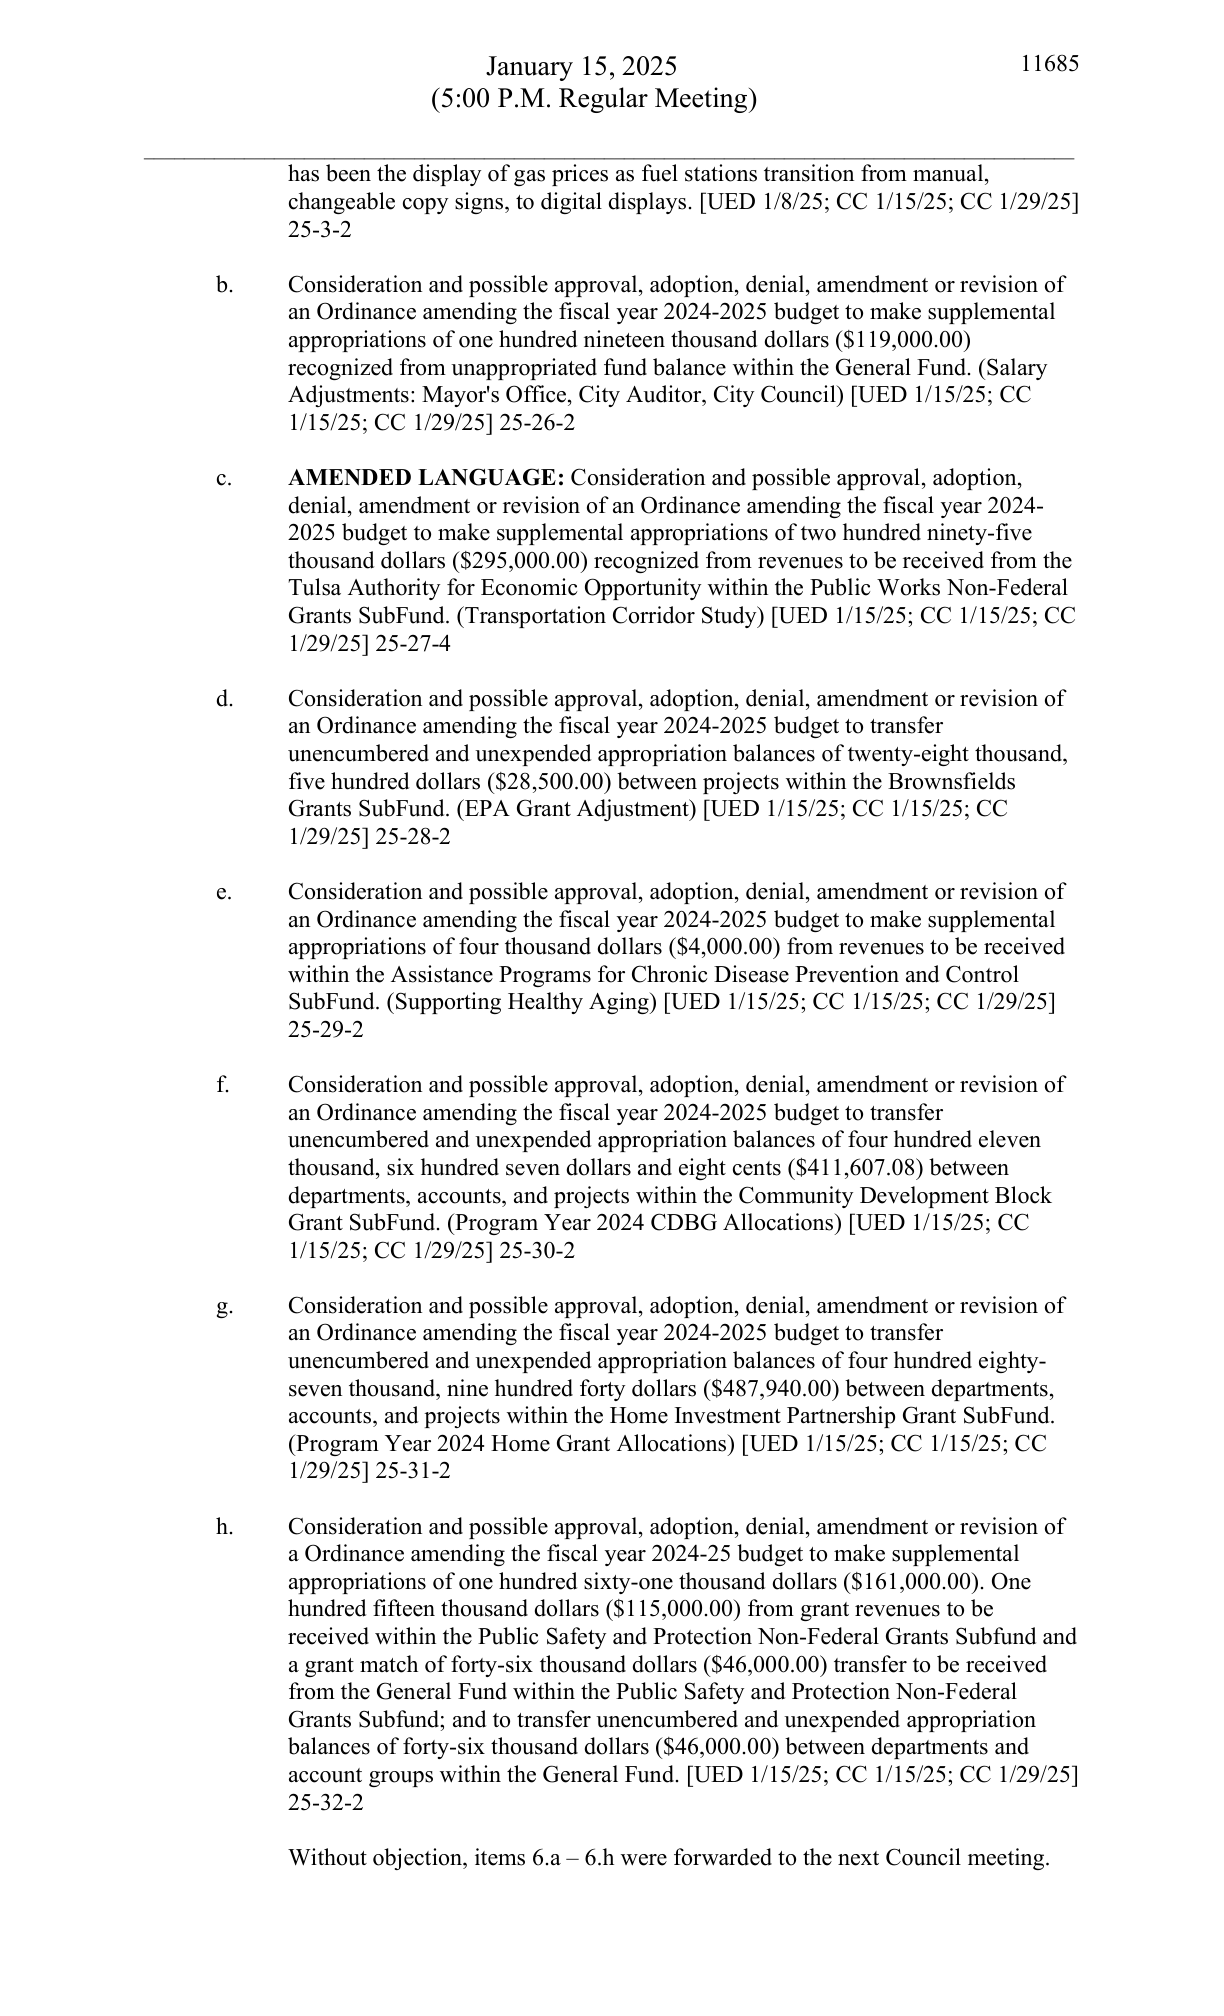 January 15, 2025
11685
(5:00 P.M. Regular Meeting)
has been the display of gas prices as fuel stations transition from manual,
changeable copy signs, to digital displays. [UED 1/8/25; CC 1/15/25; CC 1/29/25]
25-3-2
b. Consideration and possible approval, adoption, denial, amendment or revision of
an Ordinance amending the fiscal year 2024-2025 budget to make supplemental
appropriations of one hundred nineteen thousand dollars ($119,000.00)
recognized from unappropriated fund balance within the General Fund. (Salary
Adjustments: Mayor's Office, City Auditor, City Council) [UED 1/15/25; CC
1/15/25; CC 1/29/25] 25-26-2
c. AMENDED LANGUAGE: Consideration and possible approval, adoption,
denial, amendment or revision of an Ordinance amending the fiscal year 2024-
2025 budget to make supplemental appropriations of two hundred ninety-five
thousand dollars ($295,000.00) recognized from revenues to be received from the
Tulsa Authority for Economic Opportunity within the Public Works Non-Federal
Grants SubFund. (Transportation Corridor Study) [UED 1/15/25; CC 1/15/25; CC
1/29/25] 25-27-4
d. Consideration and possible approval, adoption, denial, amendment or revision of
an Ordinance amending the fiscal year 2024-2025 budget to transfer
unencumbered and unexpended appropriation balances of twenty-eight thousand,
five hundred dollars ($28,500.00) between projects within the Brownsfields
Grants SubFund. (EPA Grant Adjustment) [UED 1/15/25; CC 1/15/25; CC
1/29/25] 25-28-2
e. Consideration and possible approval, adoption, denial, amendment or revision of
an Ordinance amending the fiscal year 2024-2025 budget to make supplemental
appropriations of four thousand dollars ($4,000.00) from revenues to be received
within the Assistance Programs for Chronic Disease Prevention and Control
SubFund. (Supporting Healthy Aging) [UED 1/15/25; CC 1/15/25; CC 1/29/25]
25-29-2
f. Consideration and possible approval, adoption, denial, amendment or revision of
an Ordinance amending the fiscal year 2024-2025 budget to transfer
unencumbered and unexpended appropriation balances of four hundred eleven
thousand, six hundred seven dollars and eight cents ($411,607.08) between
departments, accounts, and projects within the Community Development Block
Grant SubFund. (Program Year 2024 CDBG Allocations) [UED 1/15/25; CC
1/15/25; CC 1/29/25] 25-30-2
g. Consideration and possible approval, adoption, denial, amendment or revision of
an Ordinance amending the fiscal year 2024-2025 budget to transfer
unencumbered and unexpended appropriation balances of four hundred eighty-
seven thousand, nine hundred forty dollars ($487,940.00) between departments,
accounts, and projects within the Home Investment Partnership Grant SubFund.
(Program Year 2024 Home Grant Allocations) [UED 1/15/25; CC 1/15/25; CC
1/29/25] 25-31-2
h. Consideration and possible approval, adoption, denial, amendment or revision of
a Ordinance amending the fiscal year 2024-25 budget to make supplemental
appropriations of one hundred sixty-one thousand dollars ($161,000.00). One
hundred fifteen thousand dollars ($115,000.00) from grant revenues to be
received within the Public Safety and Protection Non-Federal Grants Subfund and
a grant match of forty-six thousand dollars ($46,000.00) transfer to be received
from the General Fund within the Public Safety and Protection Non-Federal
Grants Subfund; and to transfer unencumbered and unexpended appropriation
balances of forty-six thousand dollars ($46,000.00) between departments and
account groups within the General Fund. [UED 1/15/25; CC 1/15/25; CC 1/29/25]
25-32-2
Without objection, items 6.a – 6.h were forwarded to the next Council meeting.